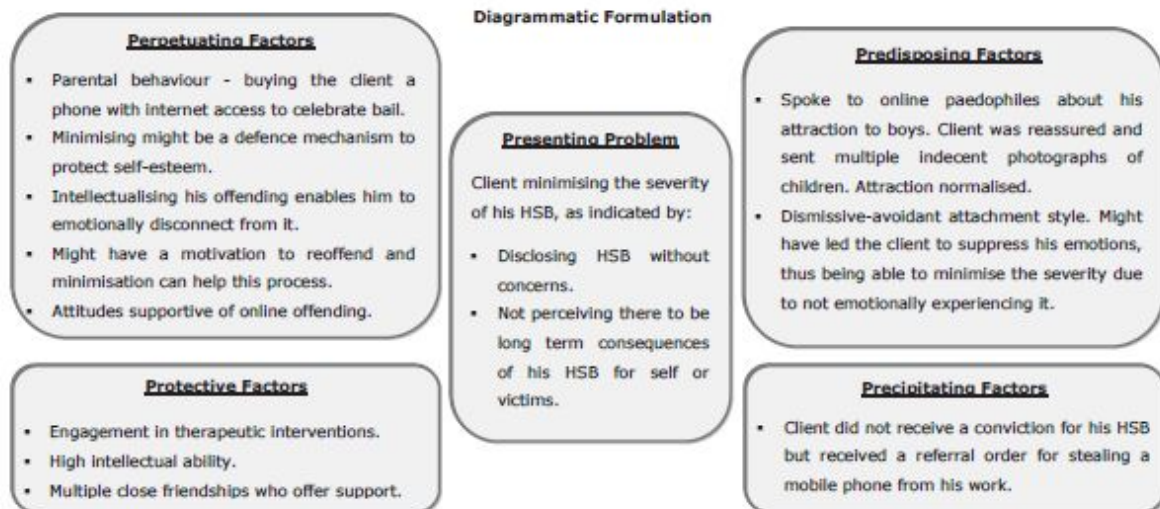 Diagrammatic Formulation
Perpetuating Factors
▪ Parental behaviour - buying the client a
phone with internet access to celebrate bail.
▪ Minimising might be a defence mechanism to
protect self-esteem.
▪ Intellectualising his offending enables him to
emotionally disconnect from it.
▪ Might have a motivation to reoffend and
minimisation can help this process.
▪ Attitudes supportive of online offending.
Protective Factors
▪ Engagement in therapeutic interventions.
▪ High intellectual ability.
▪ Multiple close friendships who offer support.
Presenting Problem
Client minimising the severity
of his HSB, as indicated by:
▪ Disclosing HSB without
concerns.
▪ Not perceiving there to be
long term consequences
of his HSB for self or
victims.
Predisposing Factors
▪ Spoke to online paedophiles about his
attraction to boys. Client was reassured and
sent multiple indecent photographs of
children. Attraction normalised.
▪ Dismissive-avoidant attachment style. Might
have led the client to suppress his emotions,
thus being able to minimise the severity due
to not emotionally experiencing it.
Precipitating Factors
▪ Client did not receive a conviction for his HSB
but received a referral order for stealing a
mobile phone from his work.